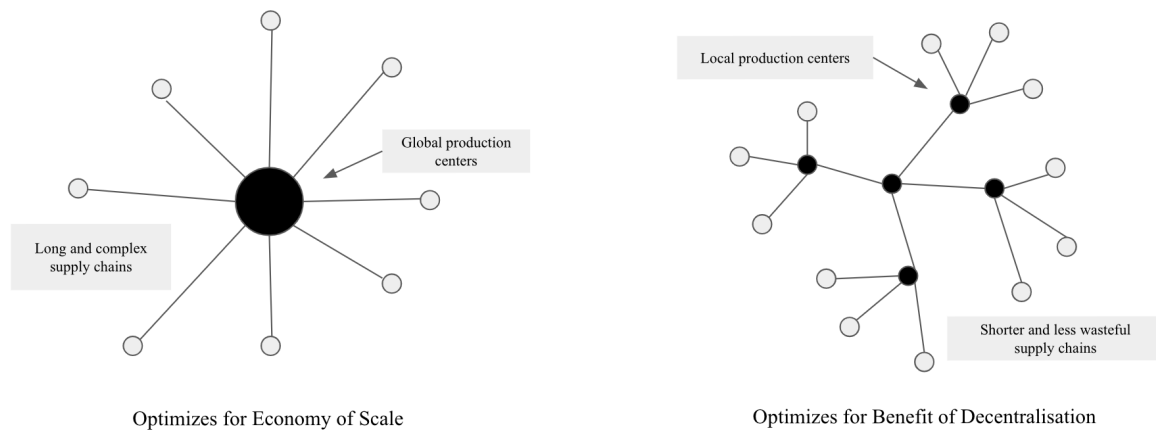 Global production
centers
Long and complex
supply chains
Optimizes for Economy of Scale
Local production centers
Shorter and less wasteful
supply chains
Optimizes for Benefit of Decentralisation